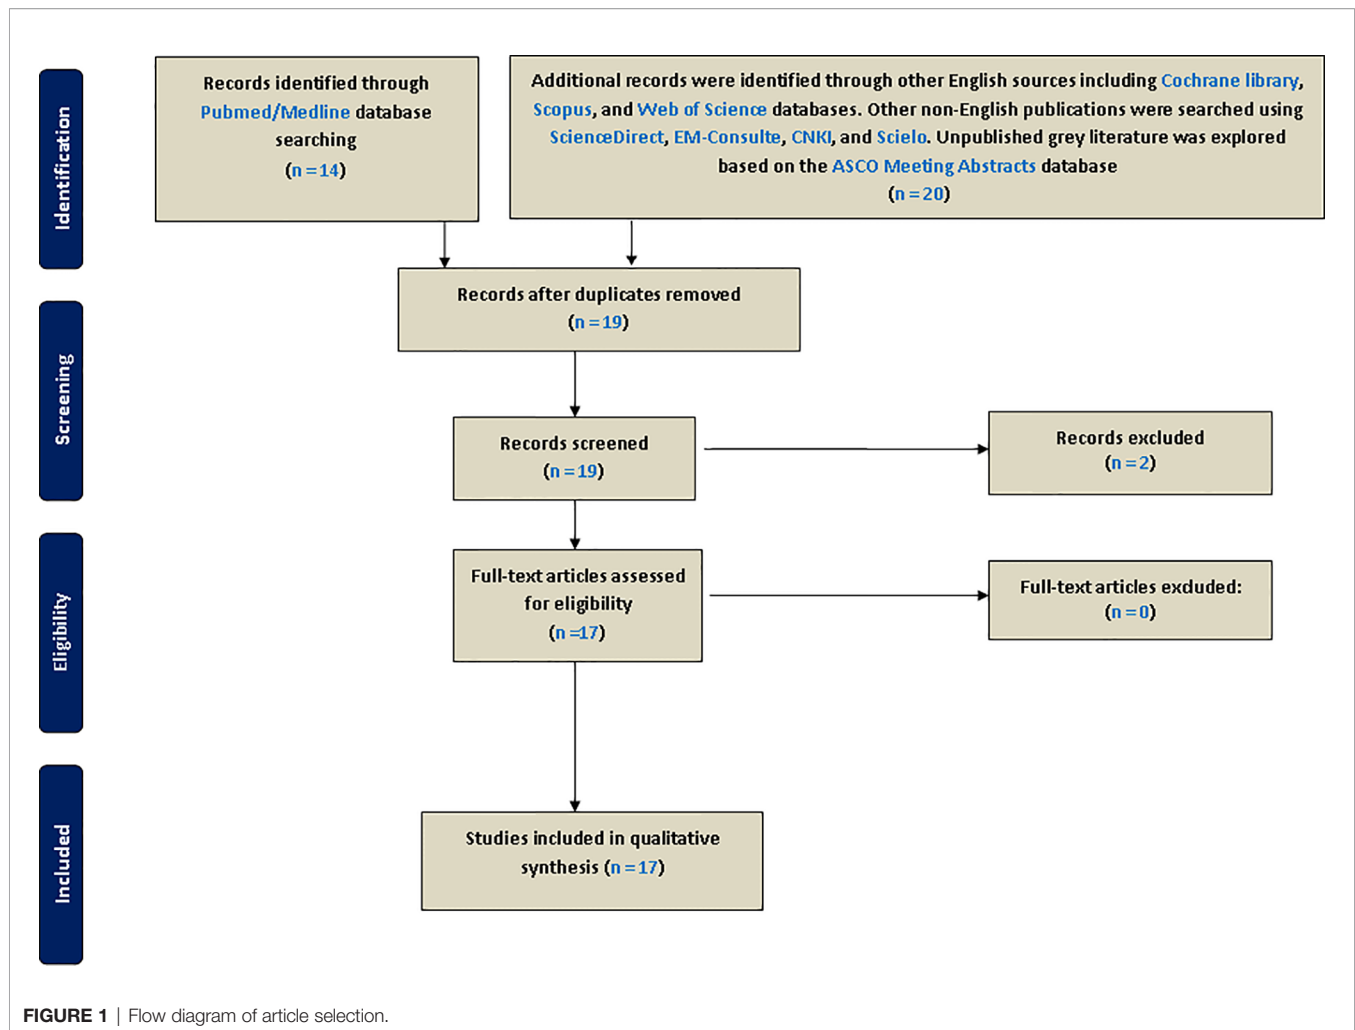 Identification
Records identified through
Pubmed/Medline database
searching
(n = 14)
Additional records were identified through other English sources including Cochrane library,
Scopus, and Web of Science databases. Other non-English publications were searched using
ScienceDirect, EM-Consulte, CNKI, and Scielo. Unpublished grey literature was explored
based on the ASCO Meeting Abstracts database
(n = 20)
Records after duplicates removed
(n = 19)
Screening
Records screened
(n = 19)
Records excluded
(n = 2)
Eligibility
Full-text articles assessed
for eligibility
(n =17)
Full-text articles excluded:
(n = 0)
Included
Studies included in qualitative
synthesis (n = 17)
FIGURE 1 | Flow diagram of article selection.